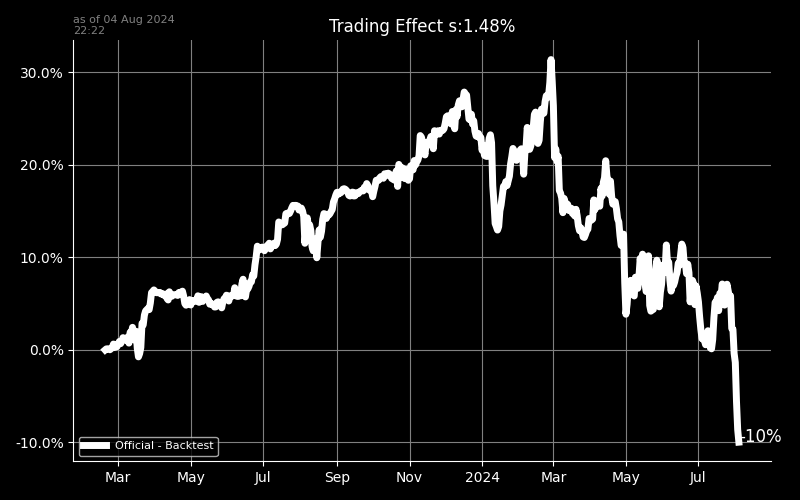 as of 04 Aug 2024
22:22
Trading Effect s:1.48%
30.0%
20.0%
10.0%
0.0%
-10.0%
-10%
Official - Backtest
Mar
May
Jul
Sep
Nov
2024
Mar
May
Jul